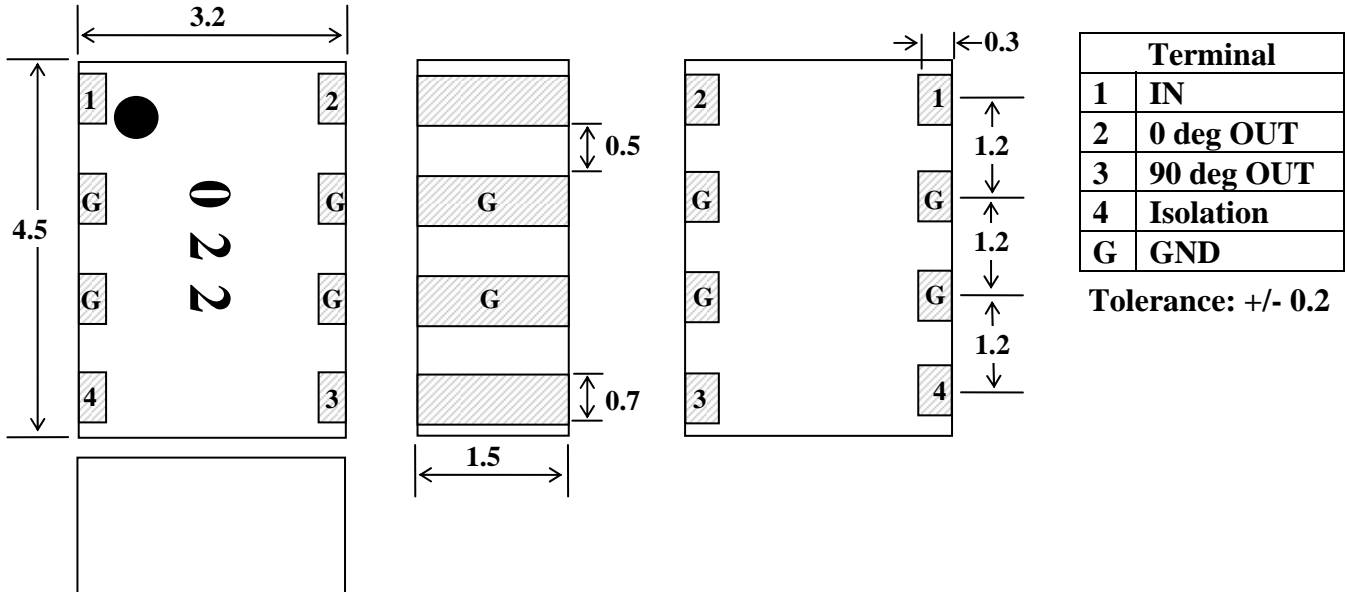 3.2
4.5
1
2
G
G
G
G
4
3
0 2 2
0.5
G
G
0.7
1.5
0.3
2
1
G
G
G
G
3
4
1.2
1.2
1.2
Terminal
1 IN
2 0 deg OUT
3 90 deg OUT
4 Isolation
G GND
Tolerance: +/- 0.2